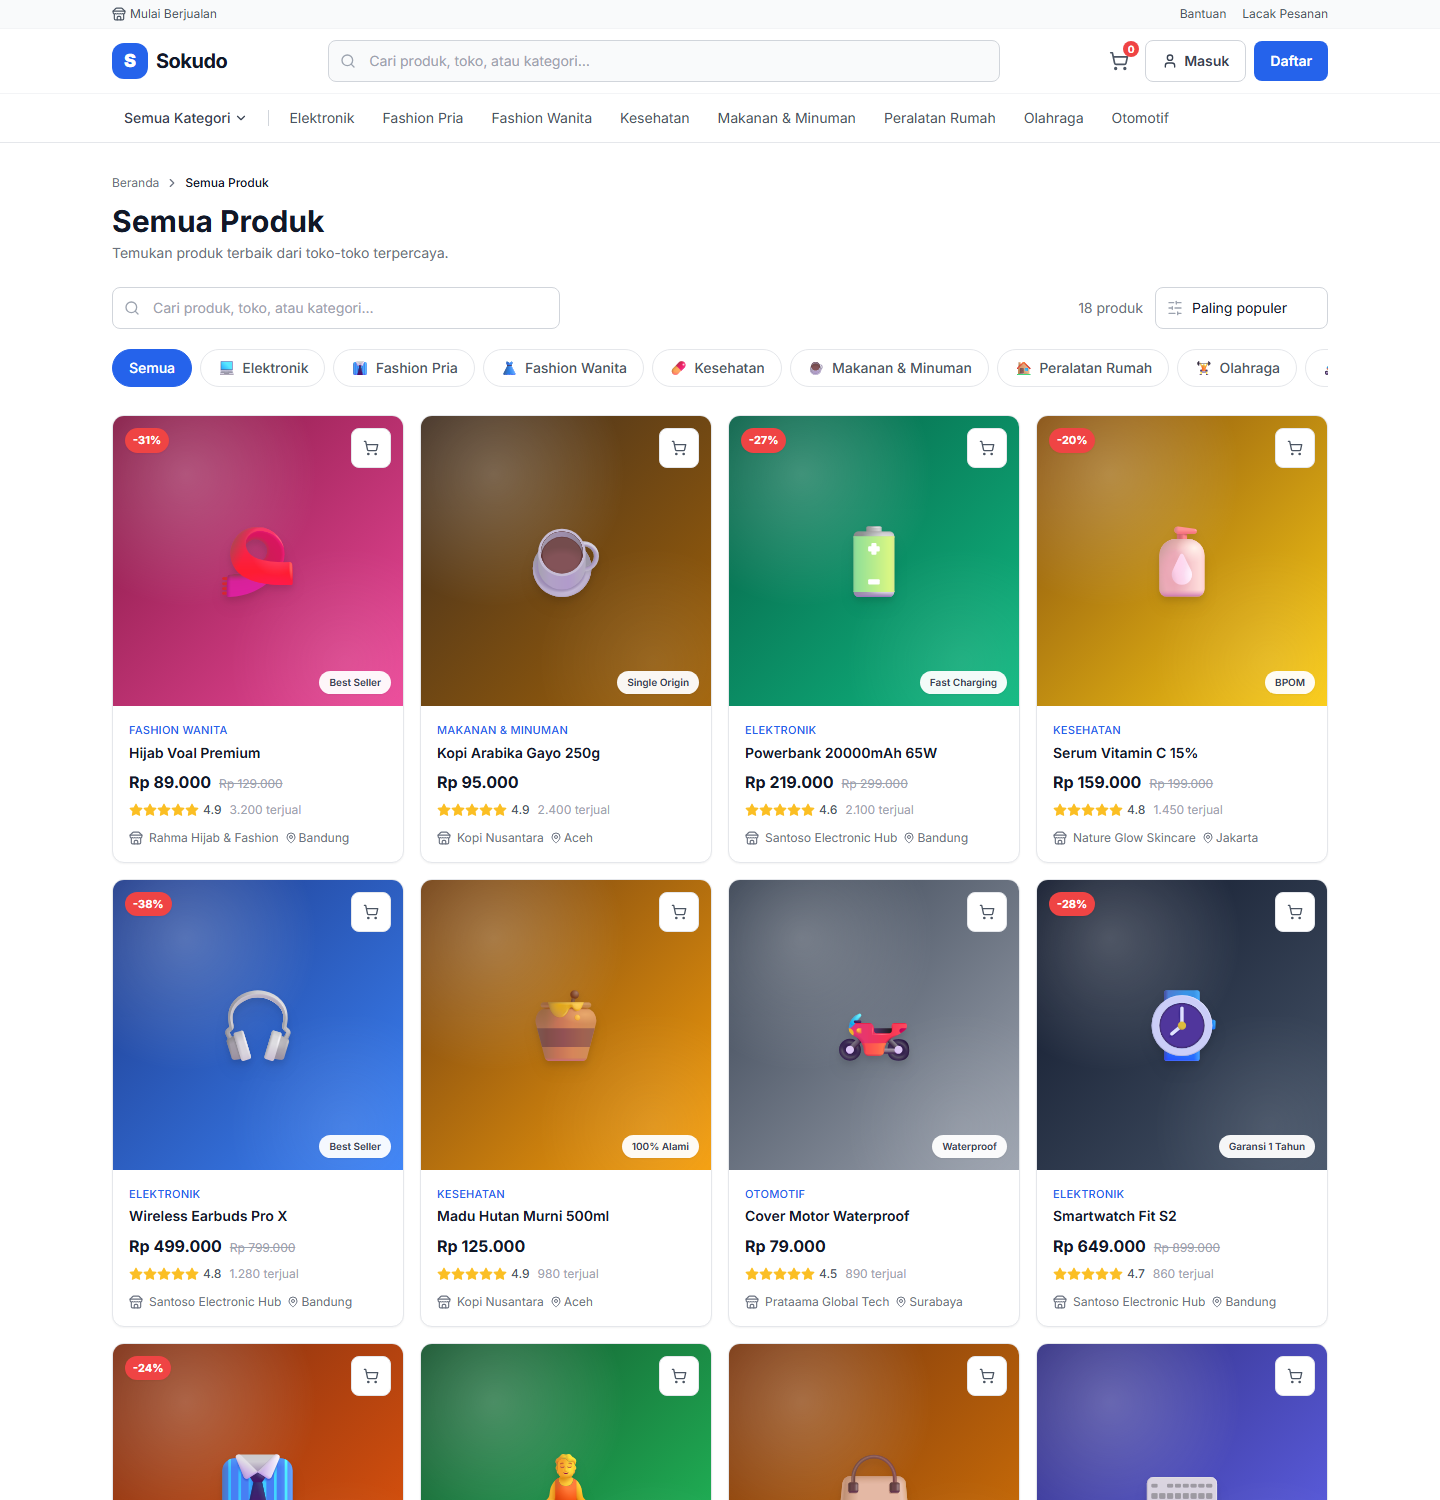 Mulai Berjualan
Bantuan
Lacak Pesanan
S
Sokudo
Cari produk, toko, atau kategori...
0
Masuk
Daftar
Semua Kategori
Elektronik
Fashion Pria
Fashion Wanita
Kesehatan
Makanan & Minuman
Peralatan Rumah
Olahraga
Otomotif
Beranda
Semua Produk
Semua Produk
Temukan produk terbaik dari toko-toko terpercaya.
Cari produk, toko, atau kategori...
18 produk
Paling populer
Semua
Elektronik
Fashion Pria
Fashion Wanita
Kesehatan
Makanan & Minuman
Peralatan Rumah
Olahraga
-31%
Best Seller
FASHION WANITA
Hijab Voal Premium
Rp 89.000 Rp 129.000
4.9 3.200 terjual
Rahma Hijab & Fashion Bandung
Single Origin
MAKANAN & MINUMAN
Kopi Arabika Gayo 250g
Rp 95.000
4.9 2.400 terjual
Kopi Nusantara Aceh
-27%
Fast Charging
ELEKTRONIK
Powerbank 20000mAh 65W
Rp 219.000 Rp 299.000
4.6 2.100 terjual
Santoso Electronic Hub Bandung
-20%
BPOM
KESEHATAN
Serum Vitamin C 15%
Rp 159.000 Rp 199.000
4.8 1.450 terjual
Nature Glow Skincare Jakarta
-38%
Best Seller
ELEKTRONIK
Wireless Earbuds Pro X
Rp 499.000 Rp 799.000
4.8 1.280 terjual
Santoso Electronic Hub Bandung
100% Alami
KESEHATAN
Madu Hutan Murni 500ml
Rp 125.000
4.9 980 terjual
Kopi Nusantara Aceh
Waterproof
OTOMOTIF
Cover Motor Waterproof
Rp 79.000
4.5 890 terjual
Prataama Global Tech Surabaya
-28%
Garansi 1 Tahun
ELEKTRONIK
Smartwatch Fit S2
Rp 649.000 Rp 899.000
4.7 860 terjual
Santoso Electronic Hub Bandung
-24%